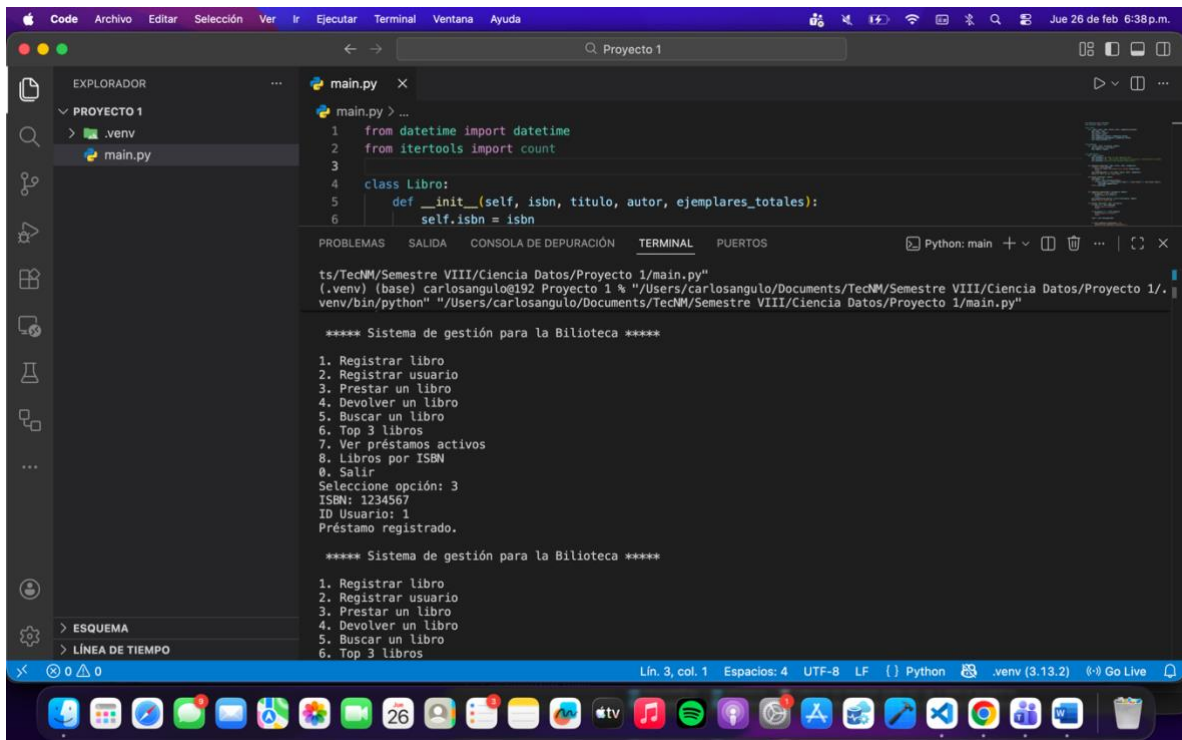 Code Archivo Editar Selección Ver Ir Ejecutar Terminal Ventana Ayuda Jue 26 de feb 6:38 p.m.
Proyecto 1
EXPLORADOR
PROYECTO 1
.venv
main.py
main.py
main.py > ...
1 from datetime import datetime
2 from itertools import count
3
4 class Libro:
5 def __init__(self, isbn, titulo, autor, ejemplares_totales):
6 self.isbn = isbn
PROBLEMAS SALIDA CONSOLA DE DEPURACIÓN TERMINAL PUERTOS Python: main
ts/TecNM/Semestre VIII/Ciencia Datos/Proyecto 1/main.py"
(.venv) (base) carlosangulo@192 Proyecto 1 % "/Users/carlosangulo/Documents/TecNM/Semestre VIII/Ciencia Datos/Proyecto 1/.
venv/bin/python" "/Users/carlosangulo/Documents/TecNM/Semestre VIII/Ciencia Datos/Proyecto 1/main.py"
***** Sistema de gestión para la Bilioteca *****
1. Registrar libro
2. Registrar usuario
3. Prestar un libro
4. Devolver un libro
5. Buscar un libro
6. Top 3 libros
7. Ver préstamos activos
8. Libros por ISBN
0. Salir
Seleccione opción: 3
ISBN: 1234567
ID Usuario: 1
Préstamo registrado.
***** Sistema de gestión para la Bilioteca *****
1. Registrar libro
2. Registrar usuario
3. Prestar un libro
4. Devolver un libro
5. Buscar un libro
6. Top 3 libros
ESQUEMA
LÍNEA DE TIEMPO
0 0 Lín. 3, col. 1 Espacios: 4 UTF-8 LF {} Python .venv (3.13.2) Go Live
26
tv